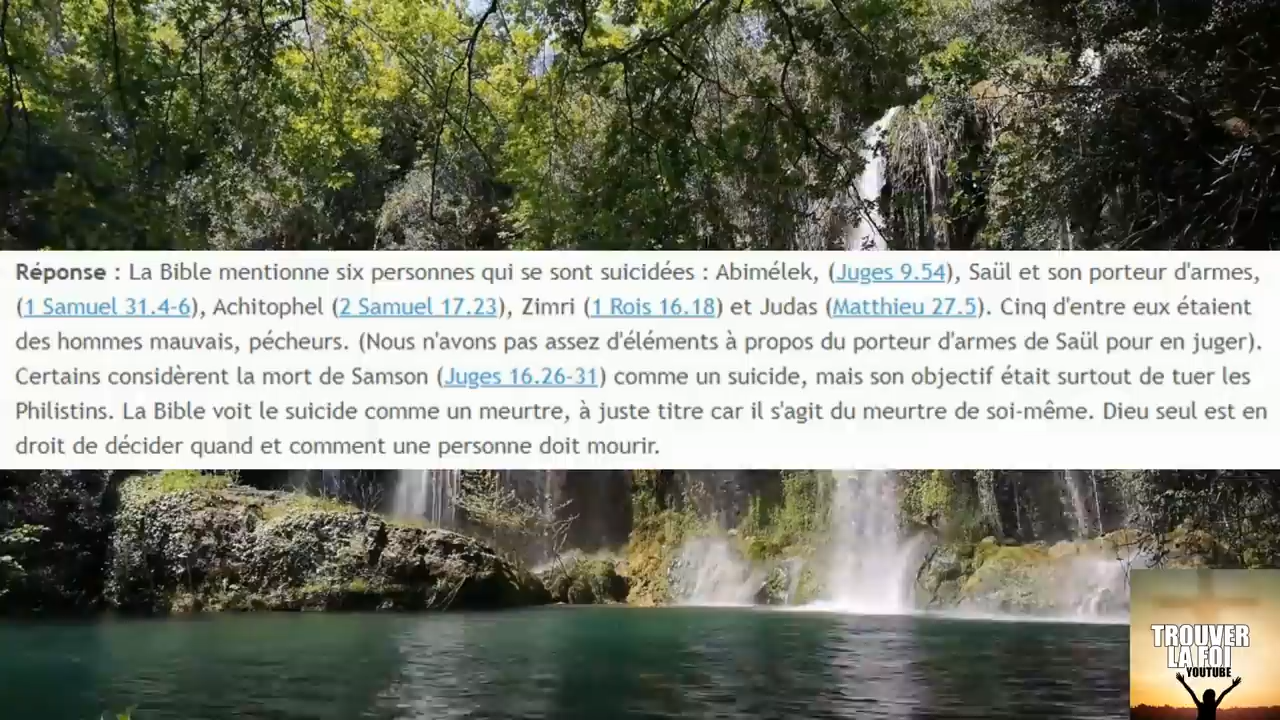 Réponse : La Bible mentionne six personnes qui se sont suicidées : Abimélek, (Juges 9.54), Saül et son porteur d'armes,
(1 Samuel 31.4-6), Achitophel (2 Samuel 17.23), Zimri (1 Rois 16.18) et Judas (Matthieu 27.5). Cinq d'entre eux étaient
des hommes mauvais, pécheurs. (Nous n'avons pas assez d'éléments à propos du porteur d'armes de Saül pour en juger).
Certains considèrent la mort de Samson (Juges 16.26-31) comme un suicide, mais son objectif était surtout de tuer les
Philistins. La Bible voit le suicide comme un meurtre, à juste titre car il s'agit du meurtre de soi-même. Dieu seul est en
droit de décider quand et comment une personne doit mourir.
TROUVER
LA FOI
YOUTUBE